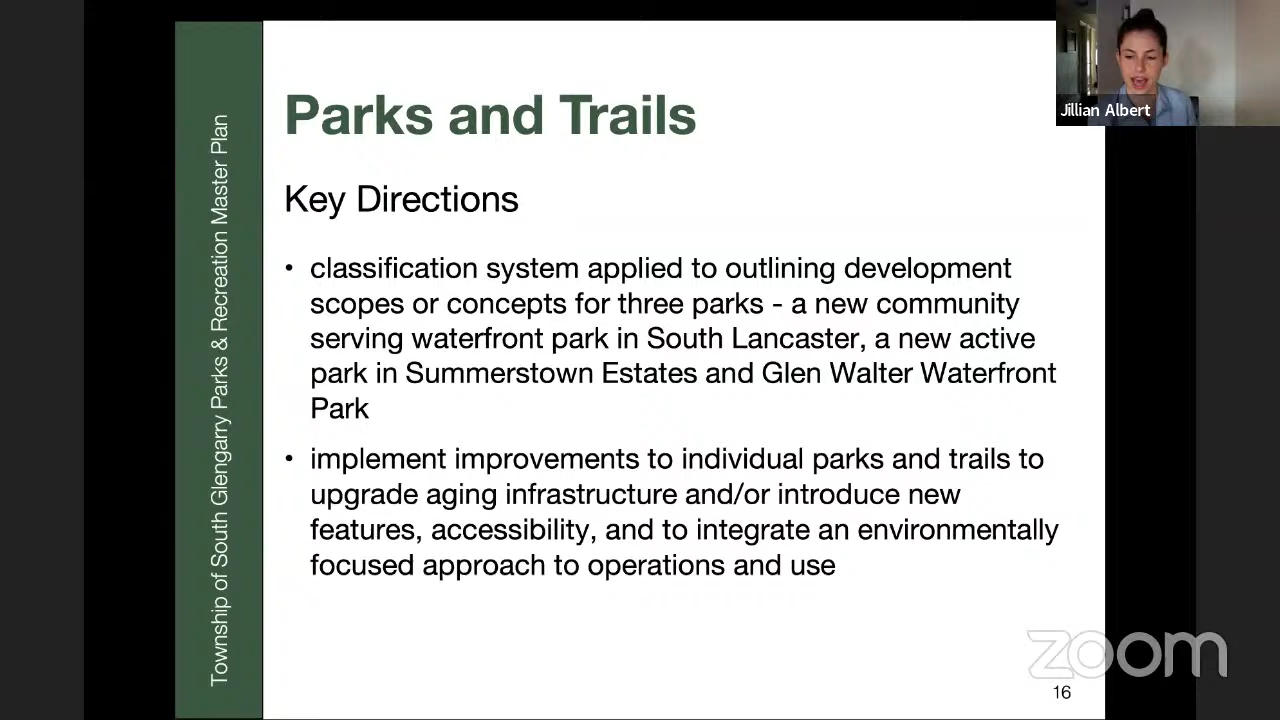 Township of South Glengarry Parks & Recreation Master Plan
Parks and Trails
Key Directions
• classification system applied to outlining development
scopes or concepts for three parks - a new community
serving waterfront park in South Lancaster, a new active
park in Summerstown Estates and Glen Walter Waterfront
Park
• implement improvements to individual parks and trails to
upgrade aging infrastructure and/or introduce new
features, accessibility, and to integrate an environmentally
focused approach to operations and use
16
Jillian Albert
zoom